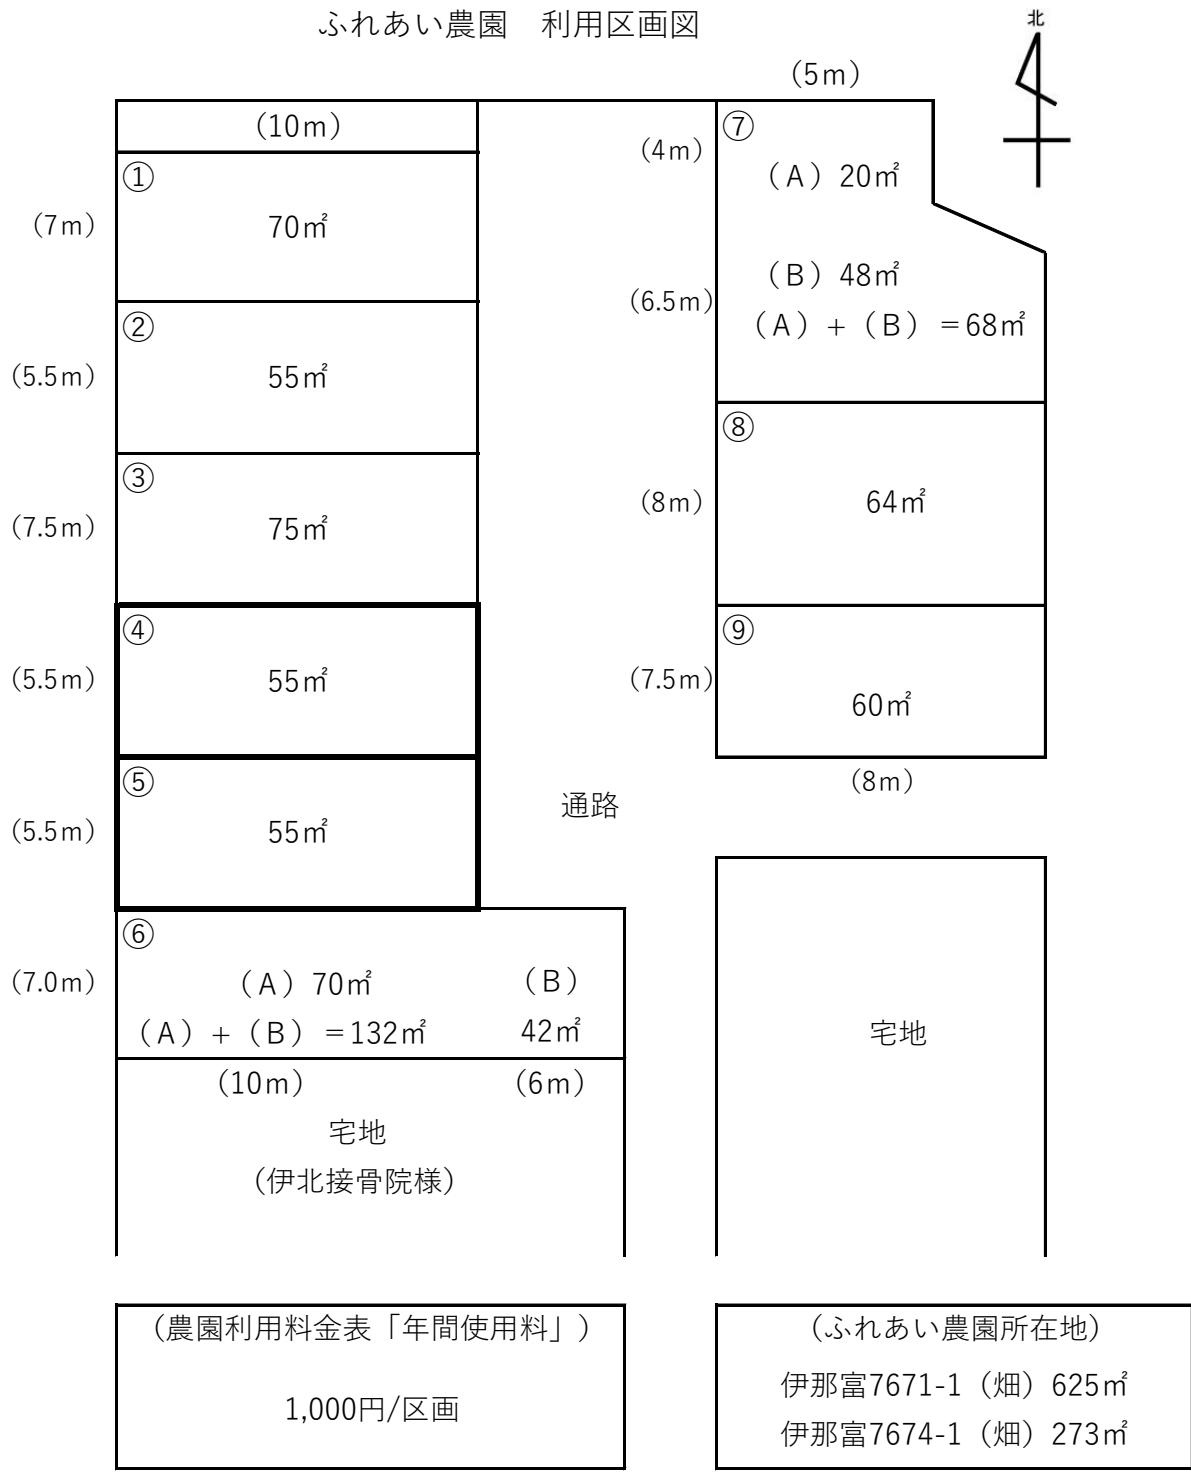 ふれあい農園　利用区画図
北
(5m)
(10m)
①
(7m)
70㎡
②
(5.5m)
55㎡
③
(7.5m)
75㎡
④
(5.5m)
55㎡
⑤
(5.5m)
55㎡
⑥
(7.0m)
（A）70㎡
（B）
（A）+（B）=132㎡
42㎡
(10m)
(6m)
宅地
(伊北接骨院様)
通路
⑦
(4m)
（A）20㎡
(6.5m)
（B）48㎡
（A）+（B）=68㎡
⑧
(8m)
64㎡
⑨
(7.5m)
60㎡
(8m)
宅地
(農園利用料金表「年間使用料」)
1,000円/区画
(ふれあい農園所在地)
伊那富7671-1（畑）625㎡
伊那富7674-1（畑）273㎡